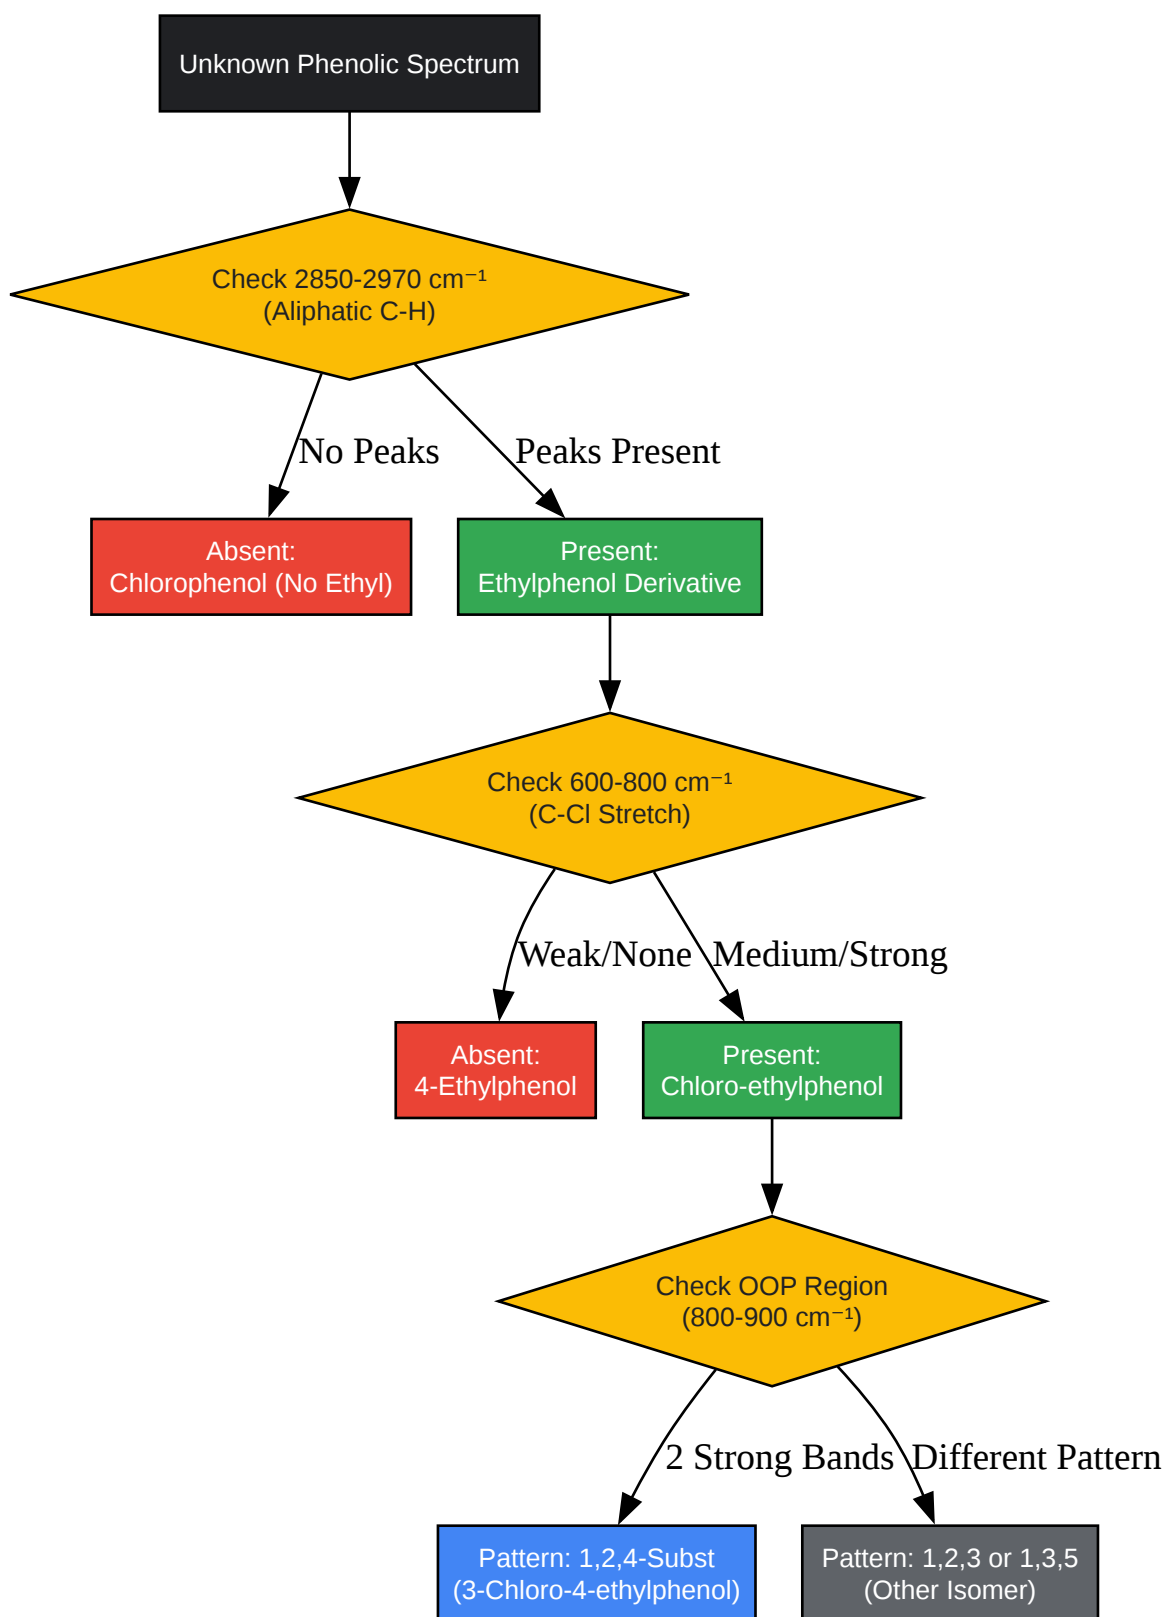 Unknown Phenolic Spectrum
Check 2850-2970 cm⁻¹
(Aliphatic C-H)
No Peaks
Peaks Present
Absent:
Chlorophenol (No Ethyl)
Present:
Ethylphenol Derivative
Check 600-800 cm⁻¹
(C-Cl Stretch)
Weak/None
Medium/Strong
Absent:
4-Ethylphenol
Present:
Chloro-ethylphenol
Check OOP Region
(800-900 cm⁻¹)
2 Strong Bands
Different Pattern
Pattern: 1,2,4-Subst
(3-Chloro-4-ethylphenol)
Pattern: 1,2,3 or 1,3,5
(Other Isomer)